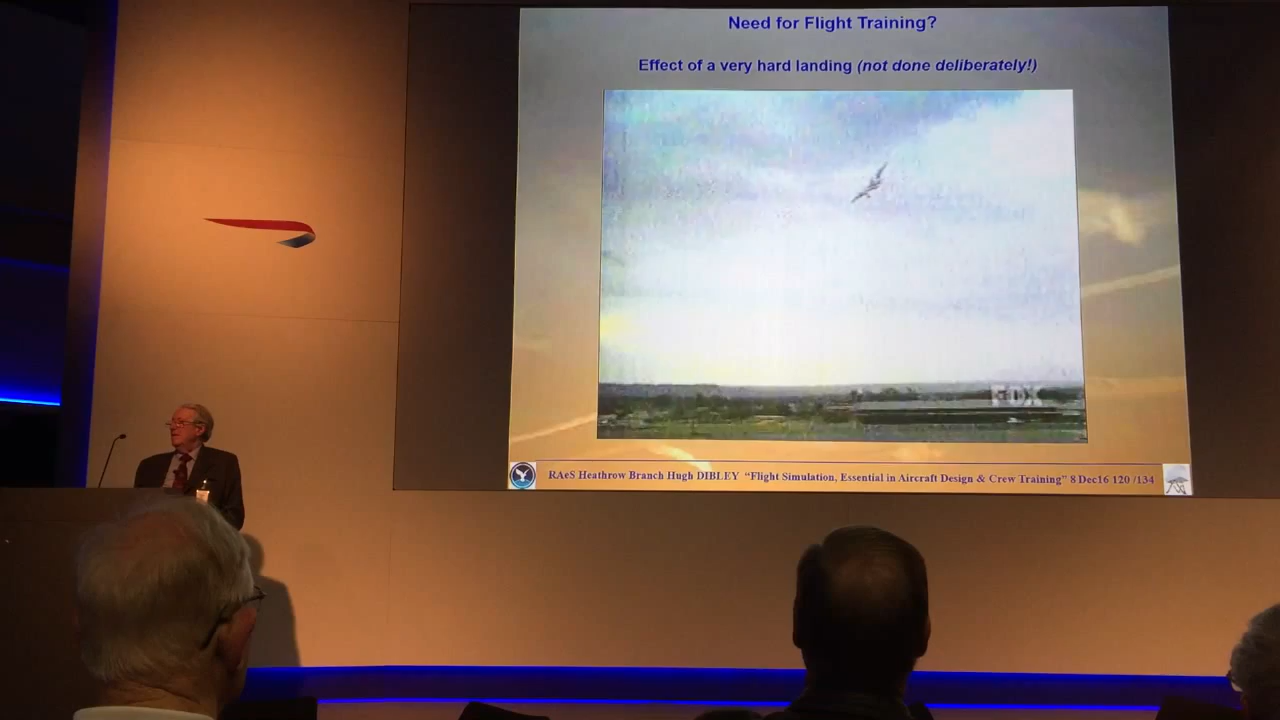 Need for Flight Training?
Effect of a very hard landing (not done deliberately!)
FOX
RAeS Heathrow Branch Hugh DIBLEY "Flight Simulation, Essential in Aircraft Design & Crew Training" 8 Dec16 120 /134